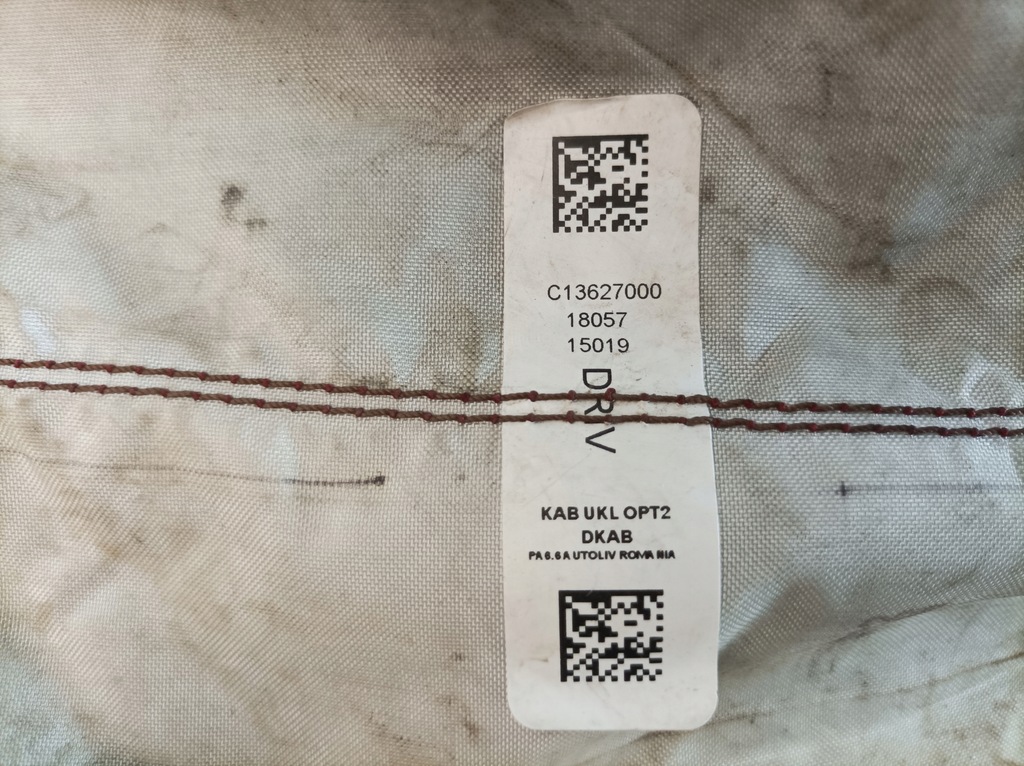 C13627000
18057
15019
DRV
KAB UKL OPT2
DKAB
PA 6.6 AUTOLIV ROMANIA